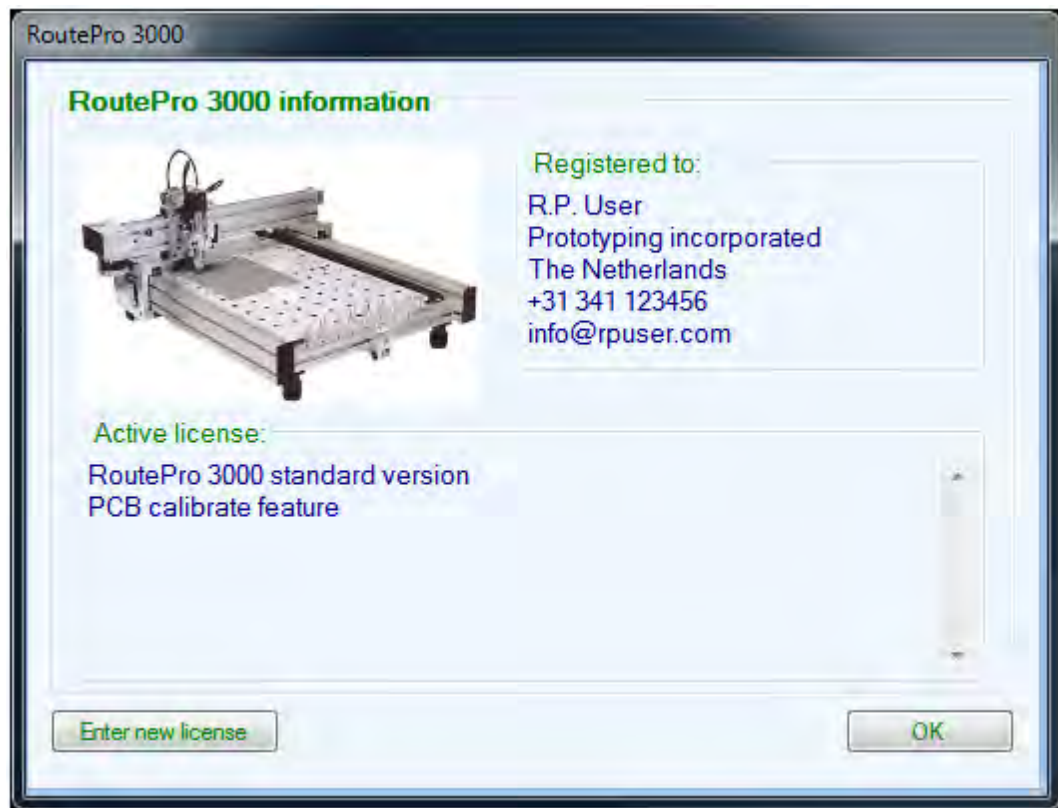 RoutePro 3000
RoutePro 3000 information
Registered to:
R.P. User
Prototyping incorporated
The Netherlands
+31 341 123456
info@rpuser.com
Active license:
RoutePro 3000 standard version
PCB calibrate feature
Enter new license
OK